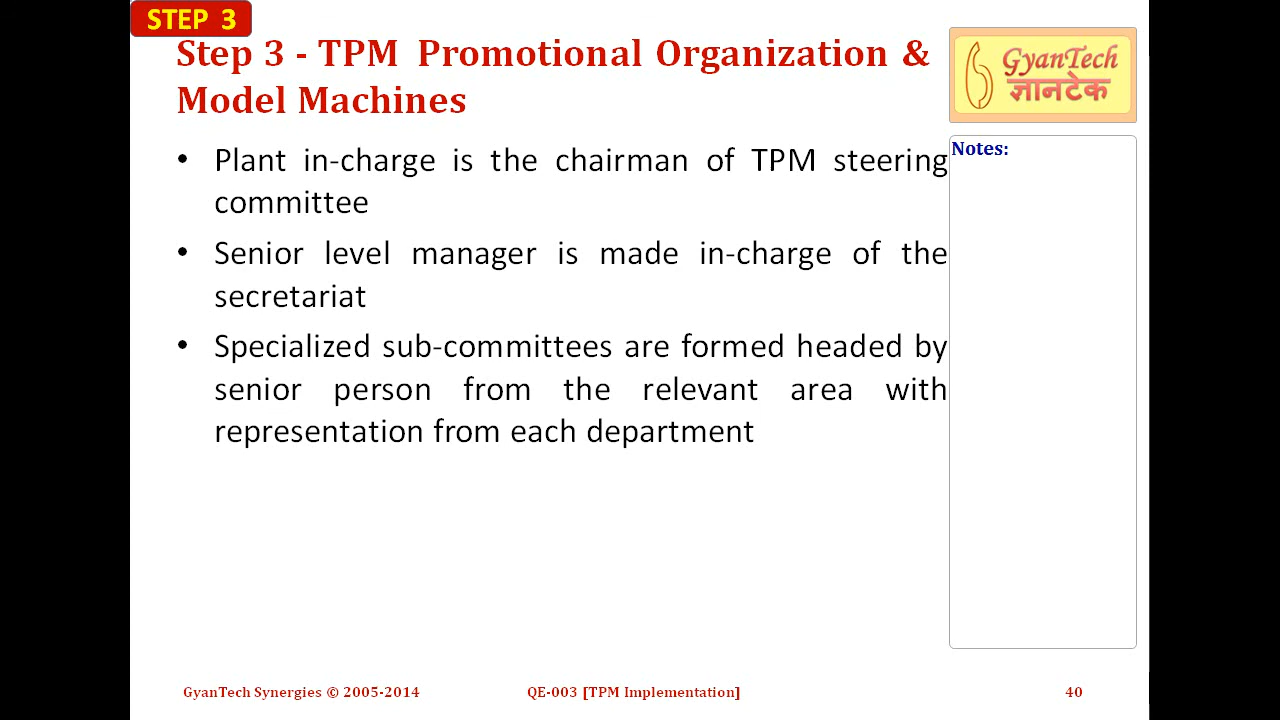 STEP 3
Step 3 - TPM Promotional Organization &
Model Machines
GyanTech
ज्ञानटेक
• Plant in-charge is the chairman of TPM steering
committee
• Senior level manager is made in-charge of the
secretariat
• Specialized sub-committees are formed headed by
senior person from the relevant area with
representation from each department
Notes:
GyanTech Synergies © 2005-2014
QE-003 [TPM Implementation]
40